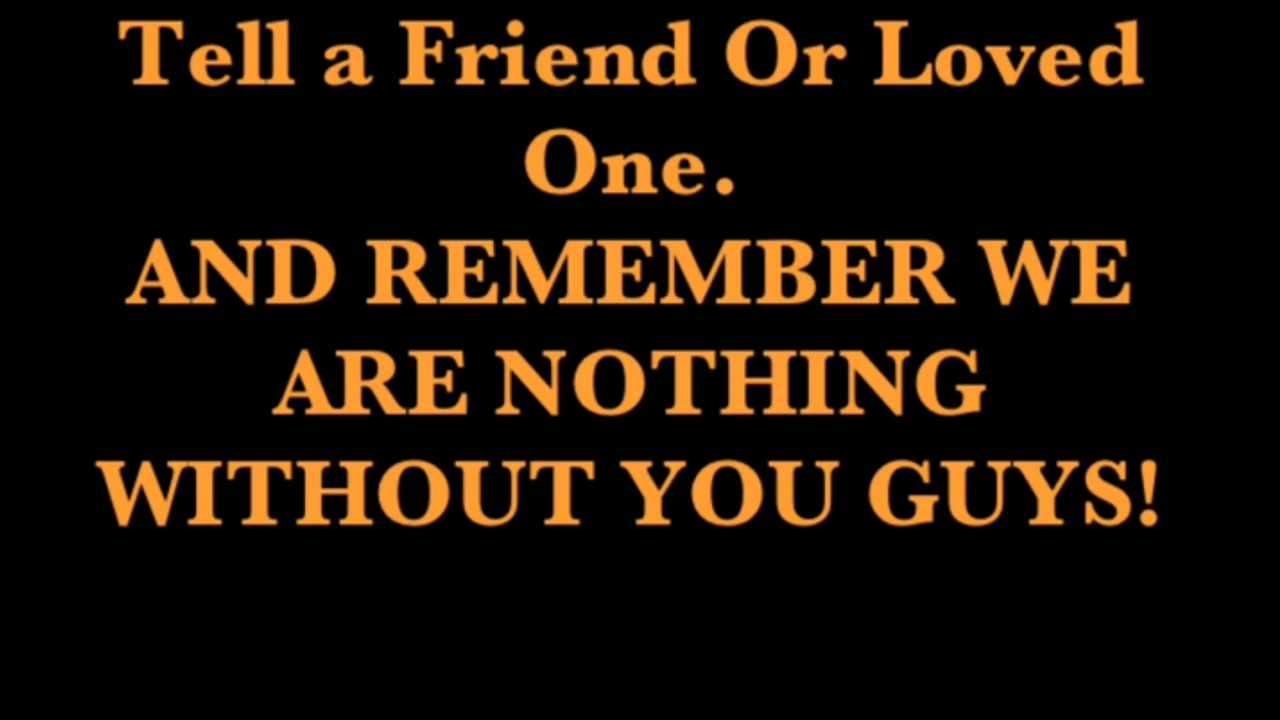 Tell a Friend Or Loved
One.
AND REMEMBER WE
ARE NOTHING
WITHOUT YOU GUYS!